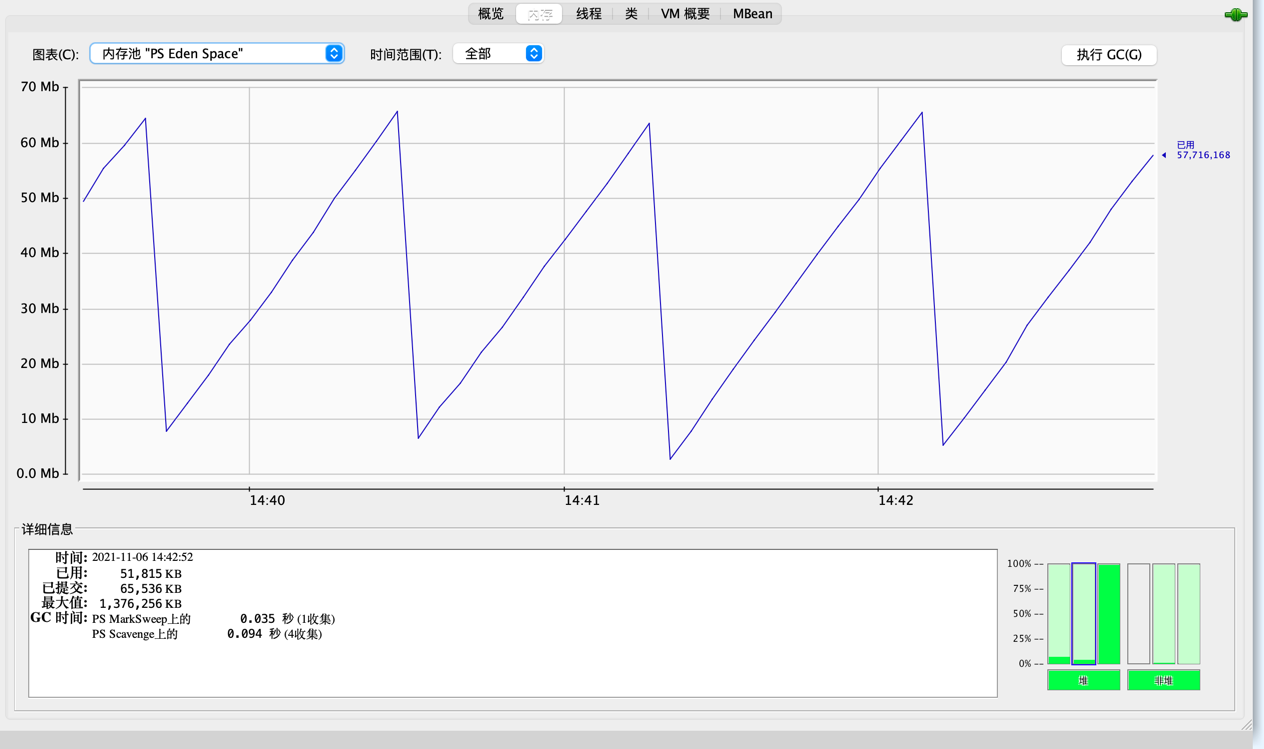 概览 内存 线程 类 VM 概要 MBean
图表(C): 内存池 "PS Eden Space" 时间范围(T): 全部 执行 GC(G)
70 Mb
60 Mb
50 Mb
40 Mb
30 Mb
20 Mb
10 Mb
0.0 Mb
已用
57,716,168
14:40 14:41 14:42
详细信息
时间: 2021-11-06 14:42:52
已用: 51,815 KB
已提交: 65,536 KB
最大值: 1,376,256 KB
GC 时间: PS MarkSweep上的 0.035 秒 (1收集)
PS Scavenge上的 0.094 秒 (4收集)
100% --
75% --
50% --
25% --
0% --
堆 非堆